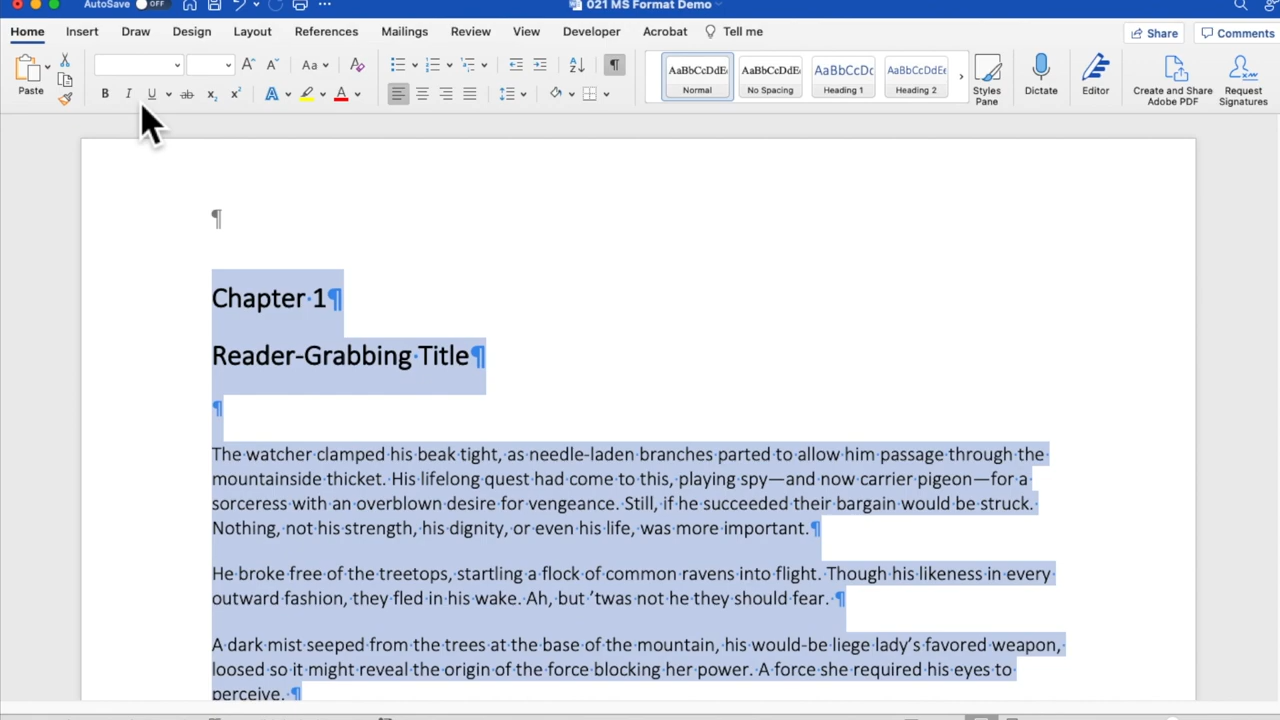 AutoSave OFF 021 MS Format Demo
Home Insert Draw Design Layout References Mailings Review View Developer Acrobat Tell me Share Comments
Paste
Aa
B I U ab x2 x2 A A
AaBbCcDdE
Normal
AaBbCcDdE
No Spacing
AaBbCcDc
Heading 1
AaBbCcDdE
Heading 2
Styles
Pane
Dictate
Editor
Create and Share
Adobe PDF
Request
Signatures
¶
Chapter·1¶
Reader-Grabbing·Title¶
¶
The·watcher·clamped·his·beak·tight,·as·needle-laden·branches·parted·to·allow·him·passage·through·the·
mountainside·thicket.··His·lifelong·quest·had·come·to·this,·playing·spy—and·now·carrier·pigeon—for·a·
sorceress·with·an·overblown·desire·for·vengeance.··Still,·if·he·succeeded·their·bargain·would·be·struck.··
Nothing,·not·his·strength,·his·dignity,·or·even·his·life,·was·more·important.¶
He·broke·free·of·the·treetops,·startling·a·flock·of·common·ravens·into·flight.··Though·his·likeness·in·every·
outward·fashion,·they·fled·in·his·wake.·Ah,·but·’twas·not·he·they·should·fear.·¶
A·dark·mist·seeped·from·the·trees·at·the·base·of·the·mountain,·his·would-be·liege·lady’s·favored·weapon,·
loosed·so·it·might·reveal·the·origin·of·the·force·blocking·her·power.·A·force·she·required·his·eyes·to·
perceive.·¶